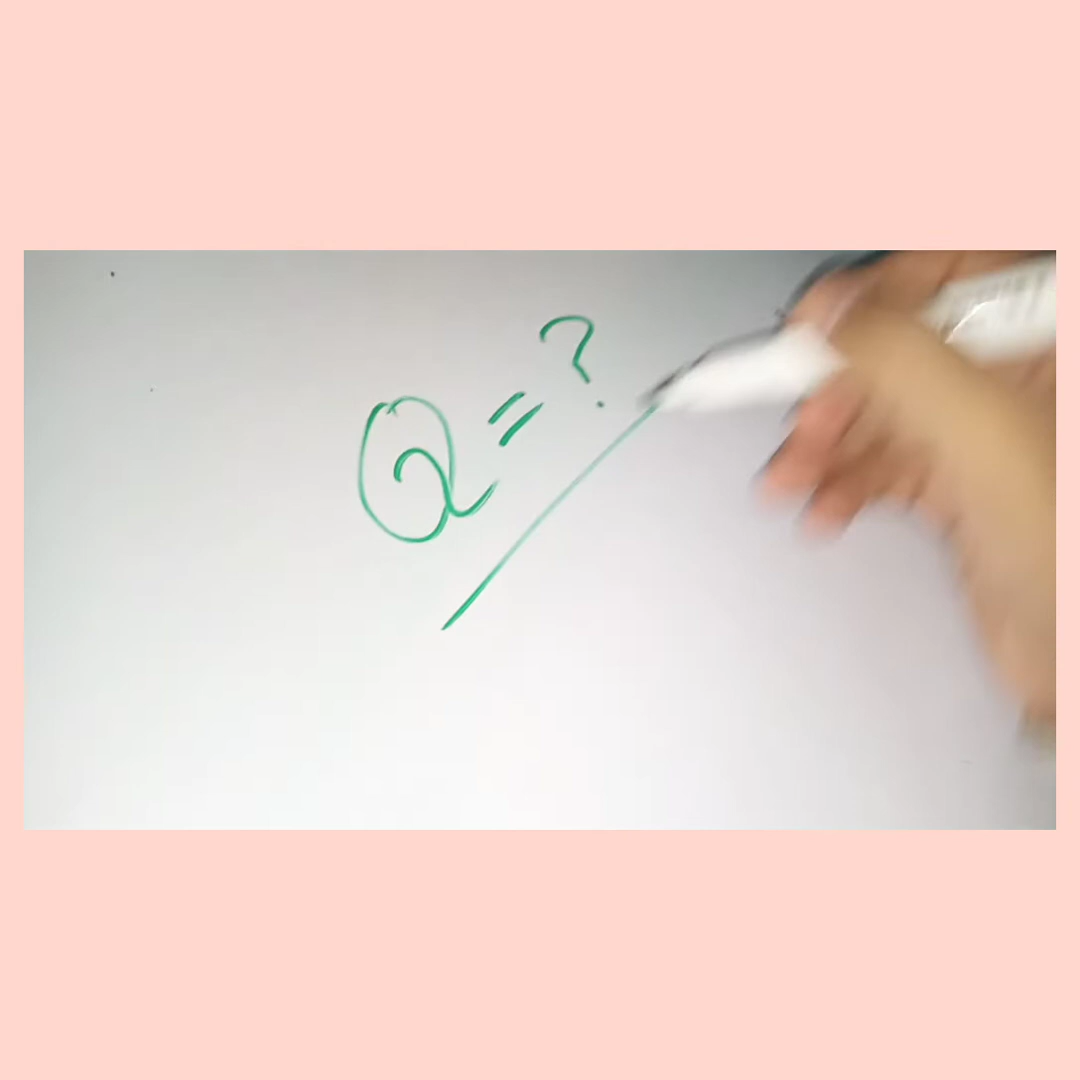 Q = ?